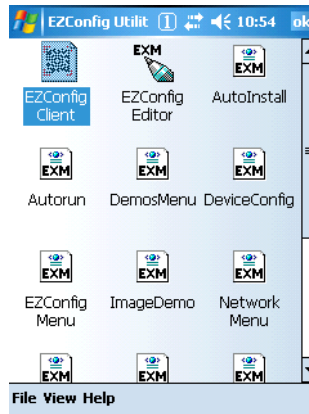 EZConfig Utilit 1 10:54 ok
EXM EXM
EZConfig EZConfig AutoInstall
Client Editor
EXM EXM EXM
Autorun DemosMenu DeviceConfig
EXM EXM EXM
EZConfig ImageDemo Network
Menu Menu
EXM EXM EXM
File View Help